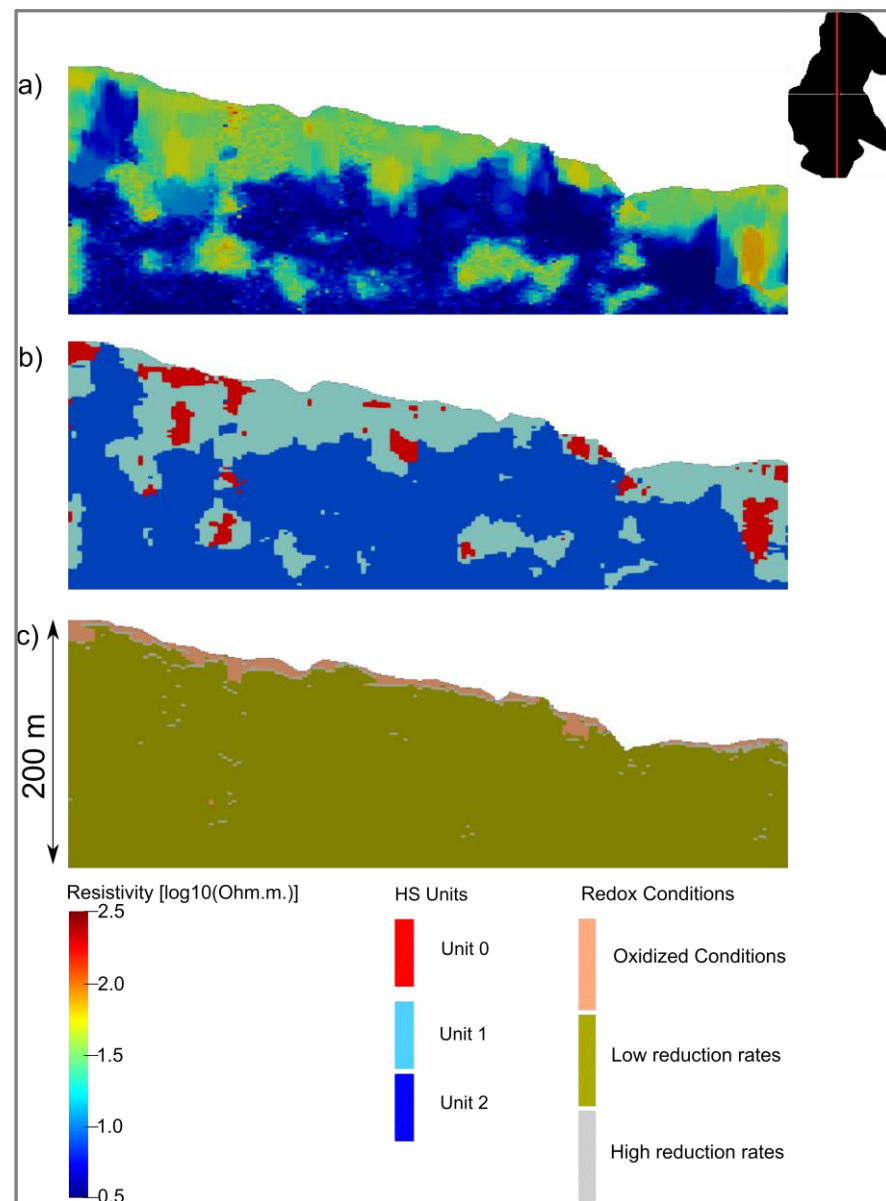 a)
b)
c)
200 m
Resistivity [log10(Ohm.m.)]
2.5
2.0
1.5
1.0
0.5
HS Units
Unit 0
Unit 1
Unit 2
Redox Conditions
Oxidized Conditions
Low reduction rates
High reduction rates